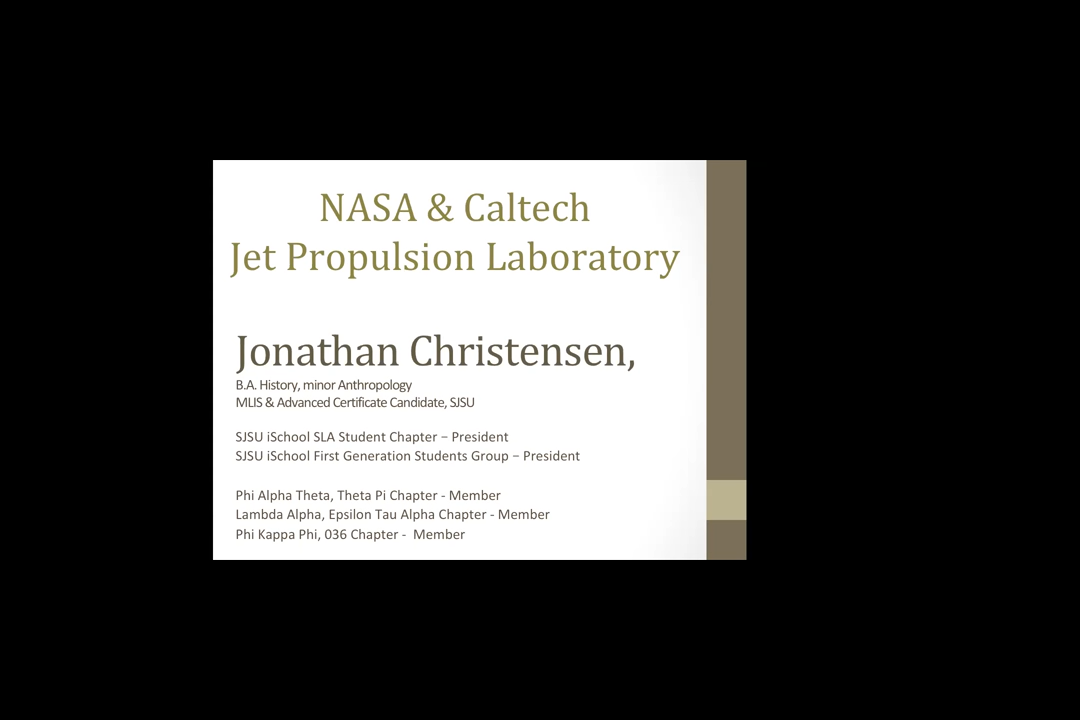 NASA & Caltech
Jet Propulsion Laboratory
Jonathan Christensen,
B.A. History, minor Anthropology
MLIS & Advanced Certificate Candidate, SJSU
SJSU iSchool SLA Student Chapter – President
SJSU iSchool First Generation Students Group – President
Phi Alpha Theta, Theta Pi Chapter - Member
Lambda Alpha, Epsilon Tau Alpha Chapter - Member
Phi Kappa Phi, 036 Chapter -  Member